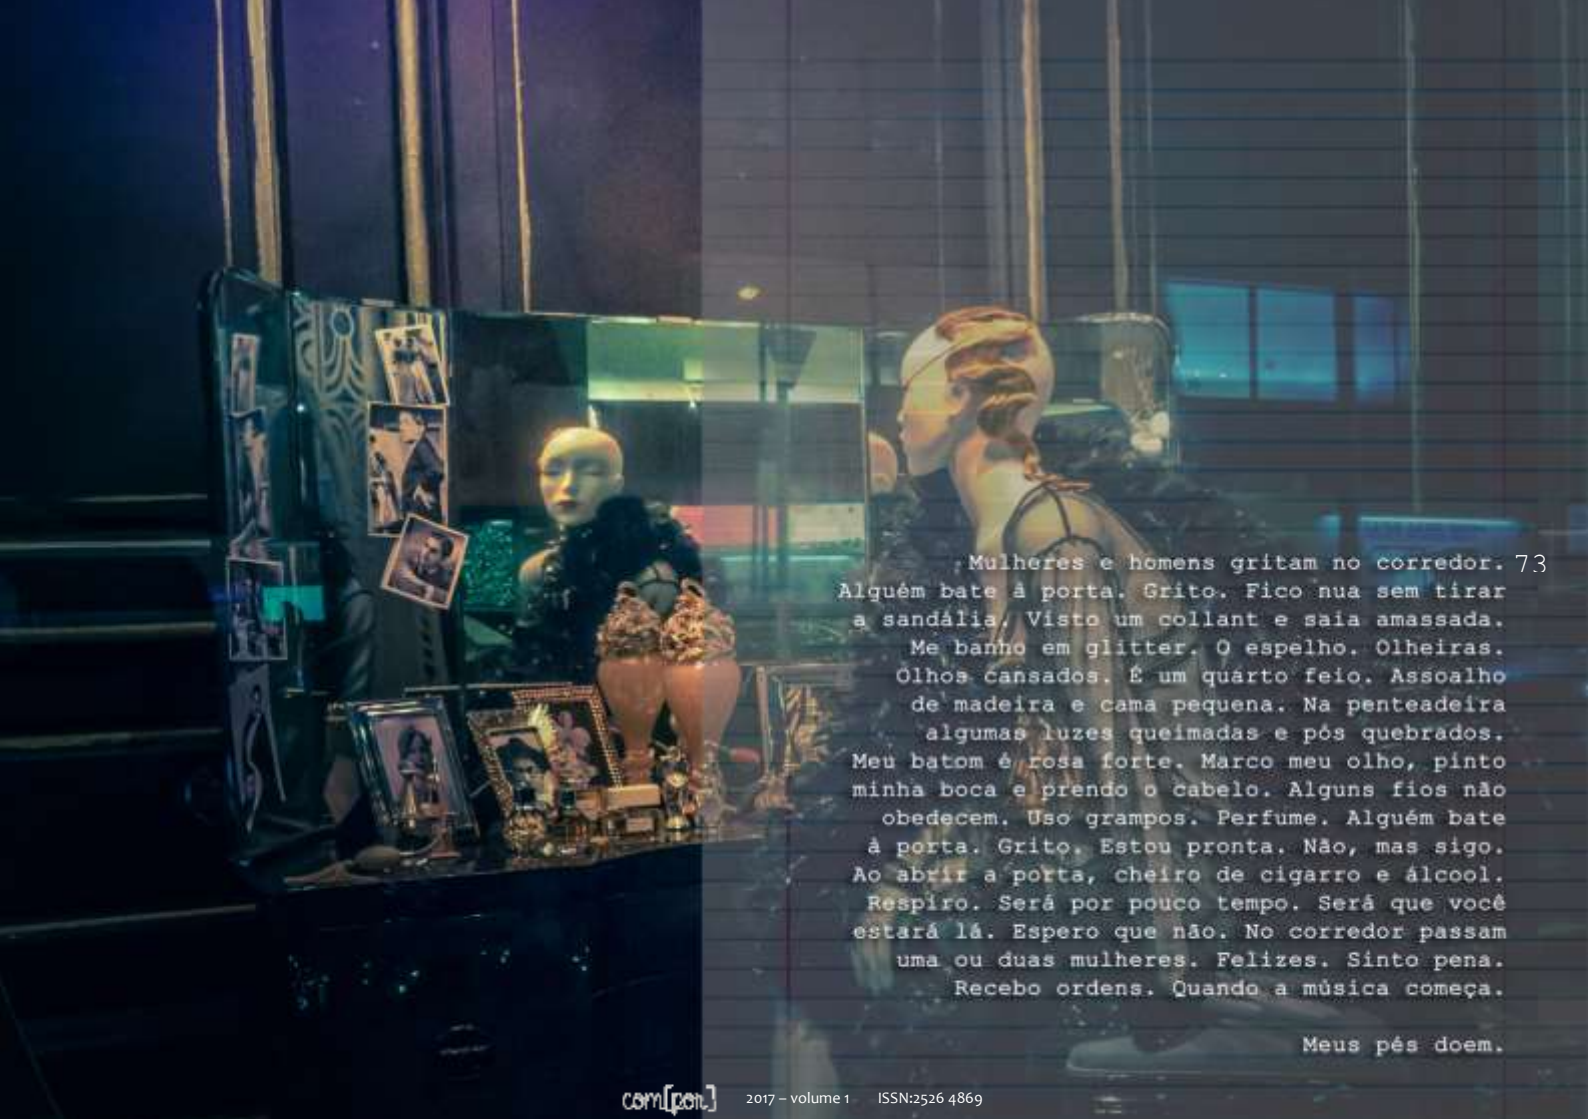 Mulheres e homens gritam no corredor. 73
Alguém bate à porta. Grito. Fico nua sem tirar
a sandália. Visto um collant e saia amassada.
Me banho em glitter. O espelho. Olheiras.
Olhos cansados. É um quarto feio. Assoalho
de madeira e cama pequena. Na penteadeira
algumas luzes queimadas e pós quebrados.
Meu batom é rosa forte. Marco meu olho, pinto
minha boca e prendo o cabelo. Alguns fios não
obedecem. Uso grampos. Perfume. Alguém bate
à porta. Grito. Estou pronta. Não, mas sigo.
Ao abrir a porta, cheiro de cigarro e álcool.
Respiro. Será por pouco tempo. Será que você
estará lá. Espero que não. No corredor passam
uma ou duas mulheres. Felizes. Sinto pena.
Recebo ordens. Quando a música começa.
Meus pés doem.
com[por] 2017 – volume 1 ISSN:2526 4869